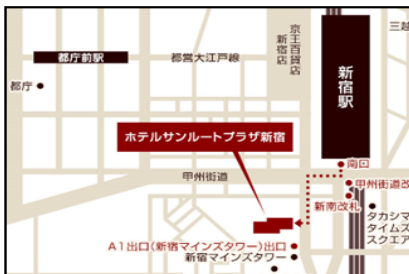 三越
京王百貨店
新宿店
都営大江戸線
都庁前駅
都庁
新宿駅
ホテルサンルートプラザ新宿
南口
甲州街道
甲州街道改
新南改札
タカシマ
タイムズ
スクエア
A1出口(新宿マインズタワー)出口
新宿マインズタワー